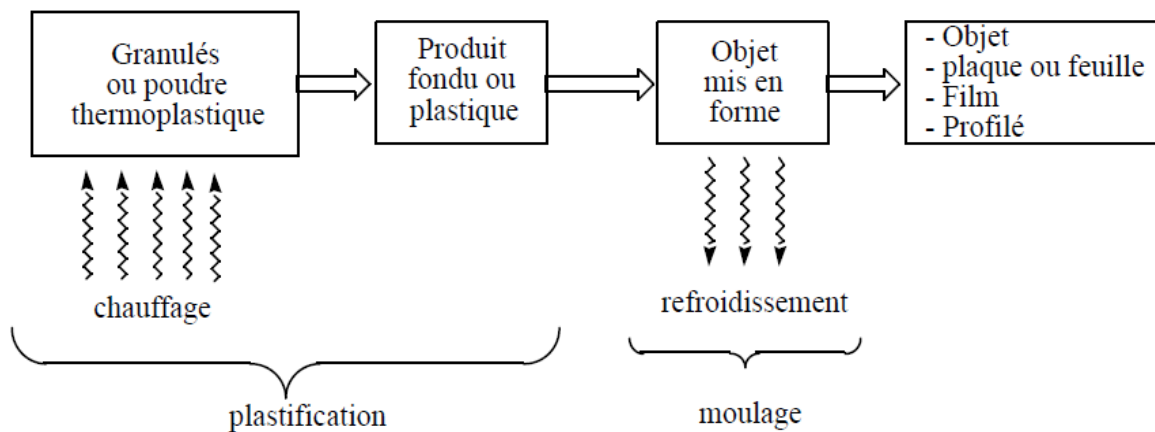 Granulés
ou poudre
thermoplastique
Produit
fondu ou
plastique
Objet
mis en
forme
- Objet
- plaque ou feuille
- Film
- Profilé
chauffage
refroidissement
plastification
moulage